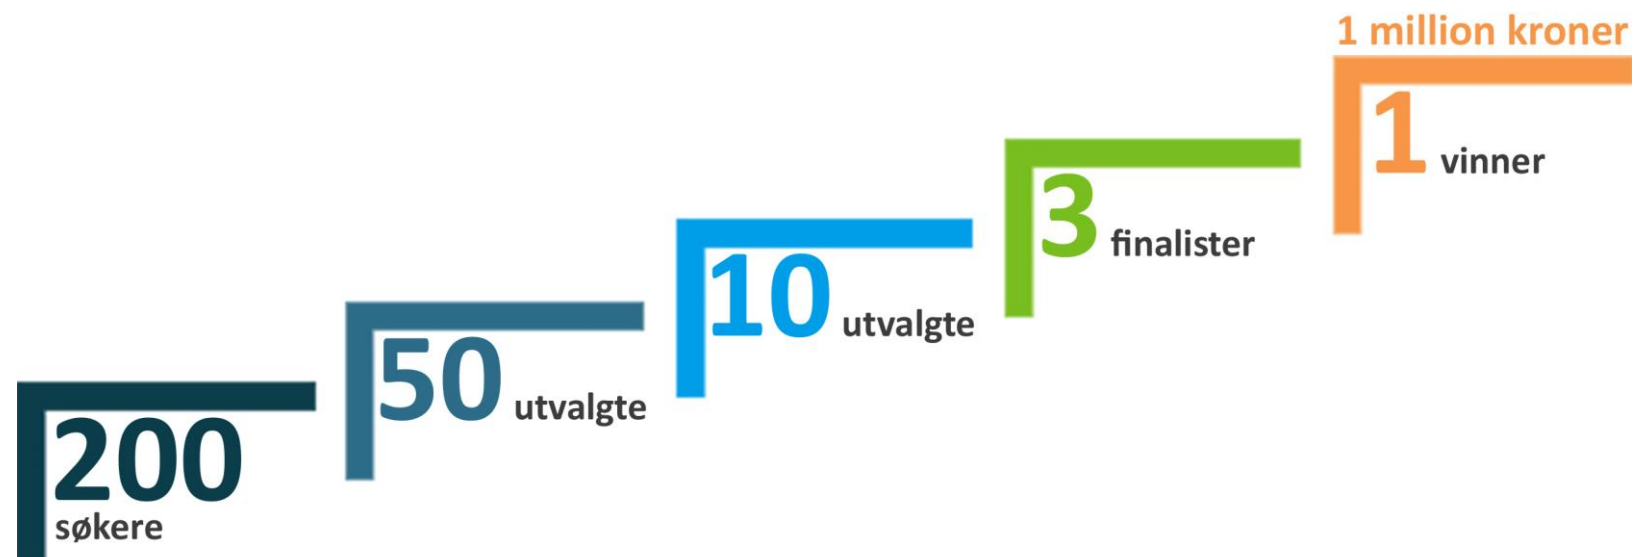 200
søkere
50 utvalgte
10 utvalgte
3 finalister
1 million kroner
1 vinner